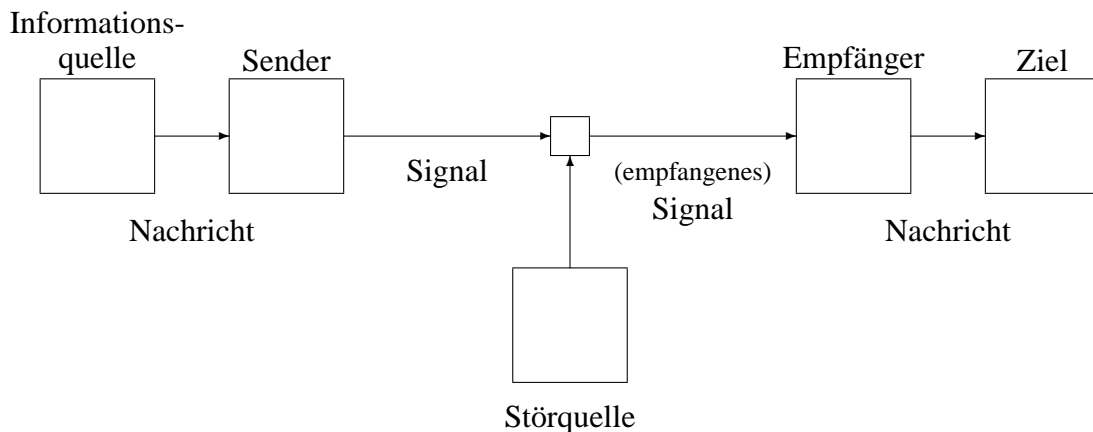 Informations-
quelle
Sender
Empfänger
Ziel
Signal
(empfangenes)
Signal
Nachricht
Nachricht
Störquelle